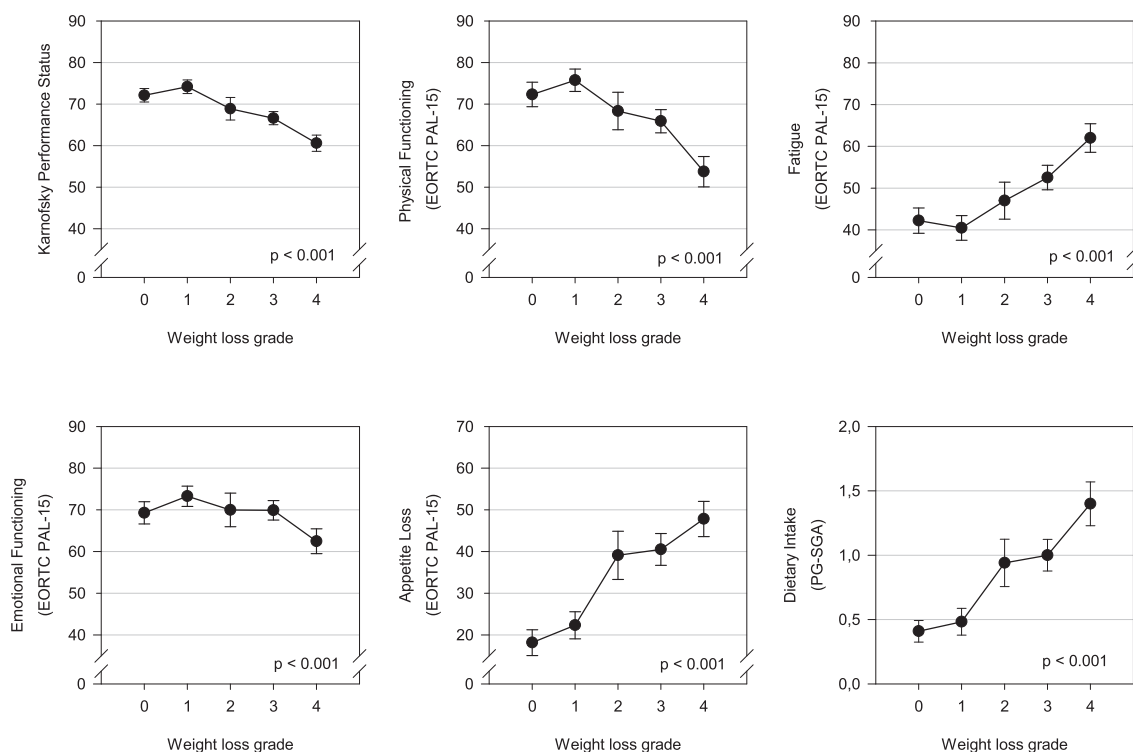 Karnofsky Performance Status
90
80
70
60
50
40
0
p < 0.001
0 1 2 3 4
Weight loss grade
Physical Functioning
(EORTC PAL-15)
90
80
70
60
50
40
0
p < 0.001
0 1 2 3 4
Weight loss grade
Fatigue
(EORTC PAL-15)
90
80
70
60
50
40
0
p < 0.001
0 1 2 3 4
Weight loss grade
Emotional Functioning
(EORTC PAL-15)
90
80
70
60
50
40
0
p < 0.001
0 1 2 3 4
Weight loss grade
Appetite Loss
(EORTC PAL-15)
70
60
50
40
30
20
0
p < 0.001
0 1 2 3 4
Weight loss grade
Dietary Intake
(PG-SGA)
2,0
1,5
1,0
0,5
0,0
p < 0.001
0 1 2 3 4
Weight loss grade